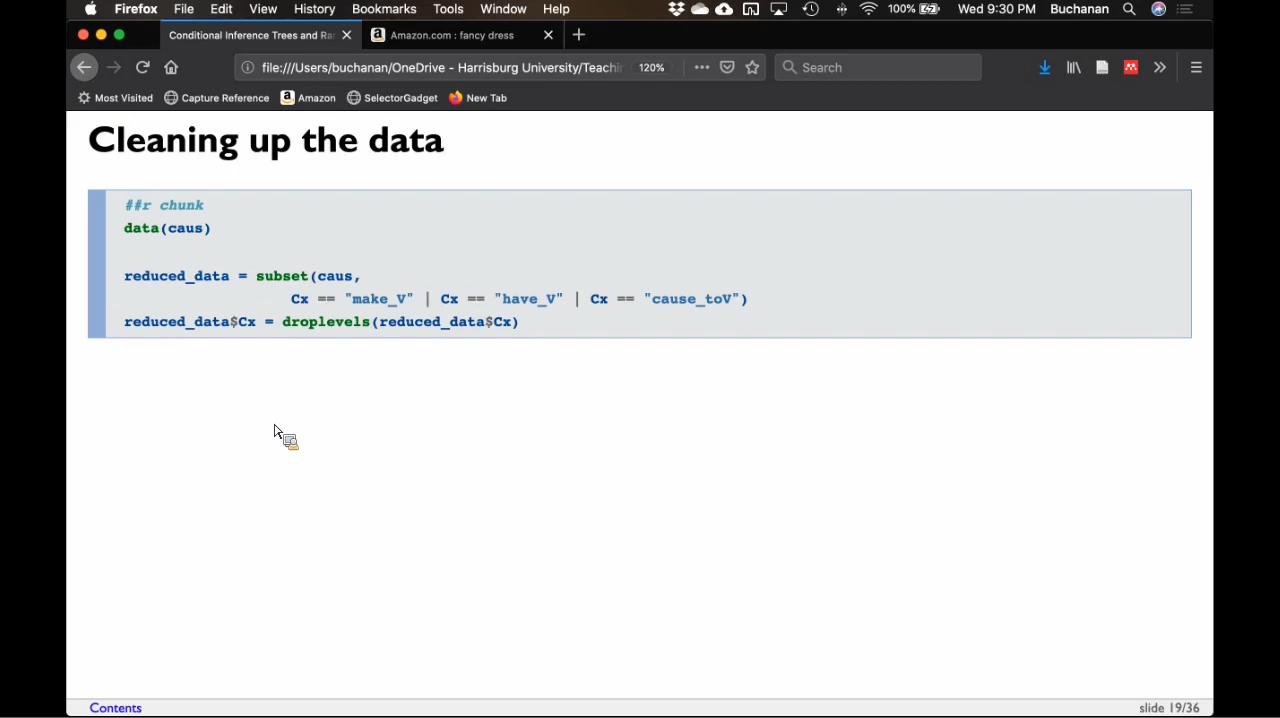 Firefox File Edit View History Bookmarks Tools Window Help 100% Wed 9:30 PM Buchanan
Conditional Inference Trees and Ra
Amazon.com : fancy dress
file:///Users/buchanan/OneDrive - Harrisburg University/Teachi 120% Search
Most Visited Capture Reference Amazon SelectorGadget New Tab
Cleaning up the data
##r chunk
data(caus)
reduced_data = subset(caus,
Cx == "make_V" | Cx == "have_V" | Cx == "cause_toV")
reduced_data$Cx = droplevels(reduced_data$Cx)
Contents
slide 19/36